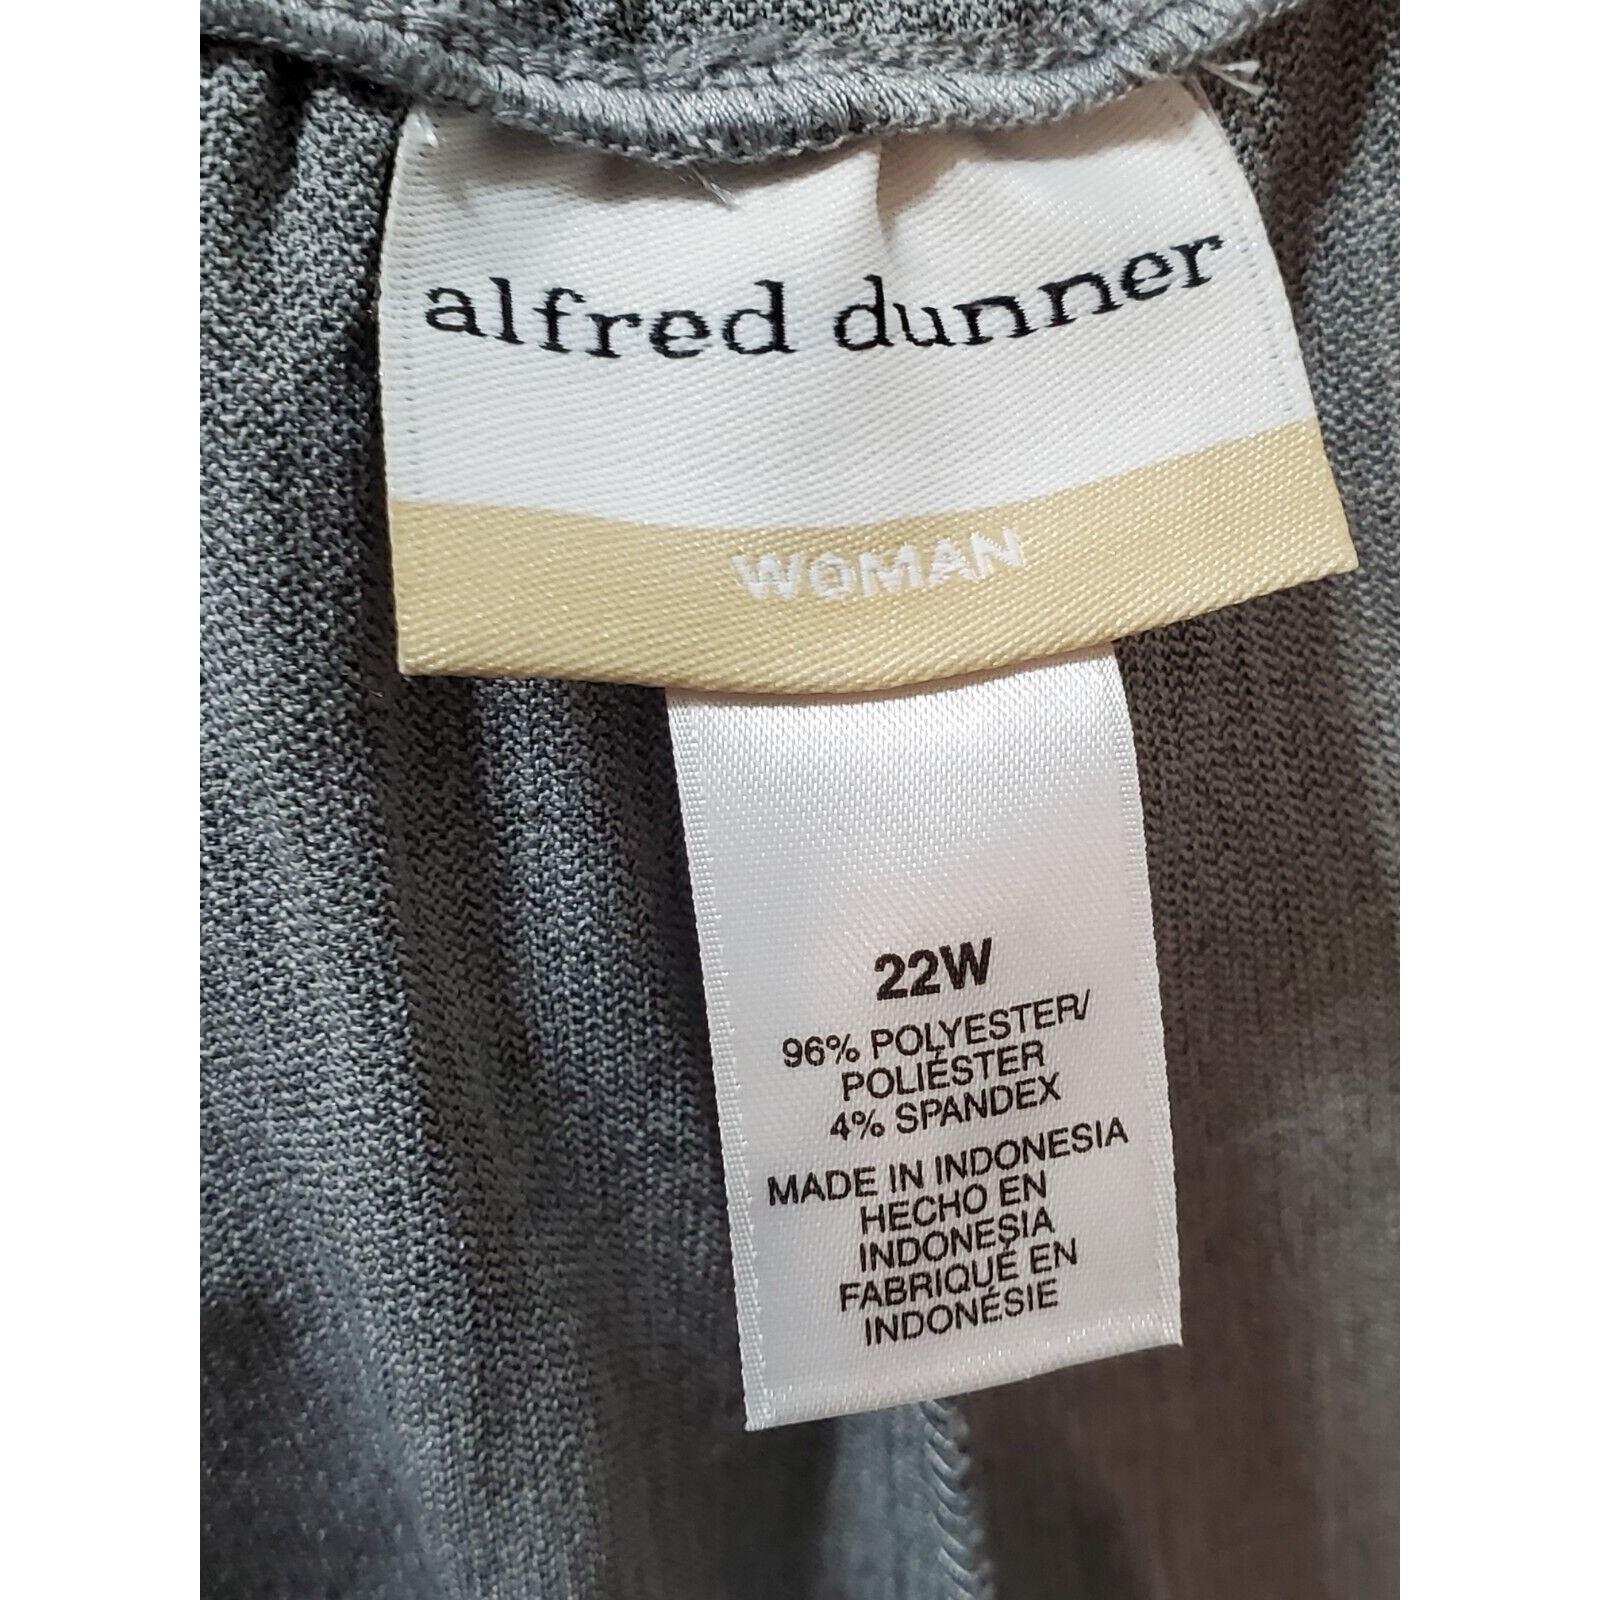 alfred dunner
WOMAN
22W
96% POLYESTER/
POLIÉSTER
4% SPANDEX
MADE IN INDONESIA
HECHO EN
INDONESIA
FABRIQUÉ EN
INDONÉSIE